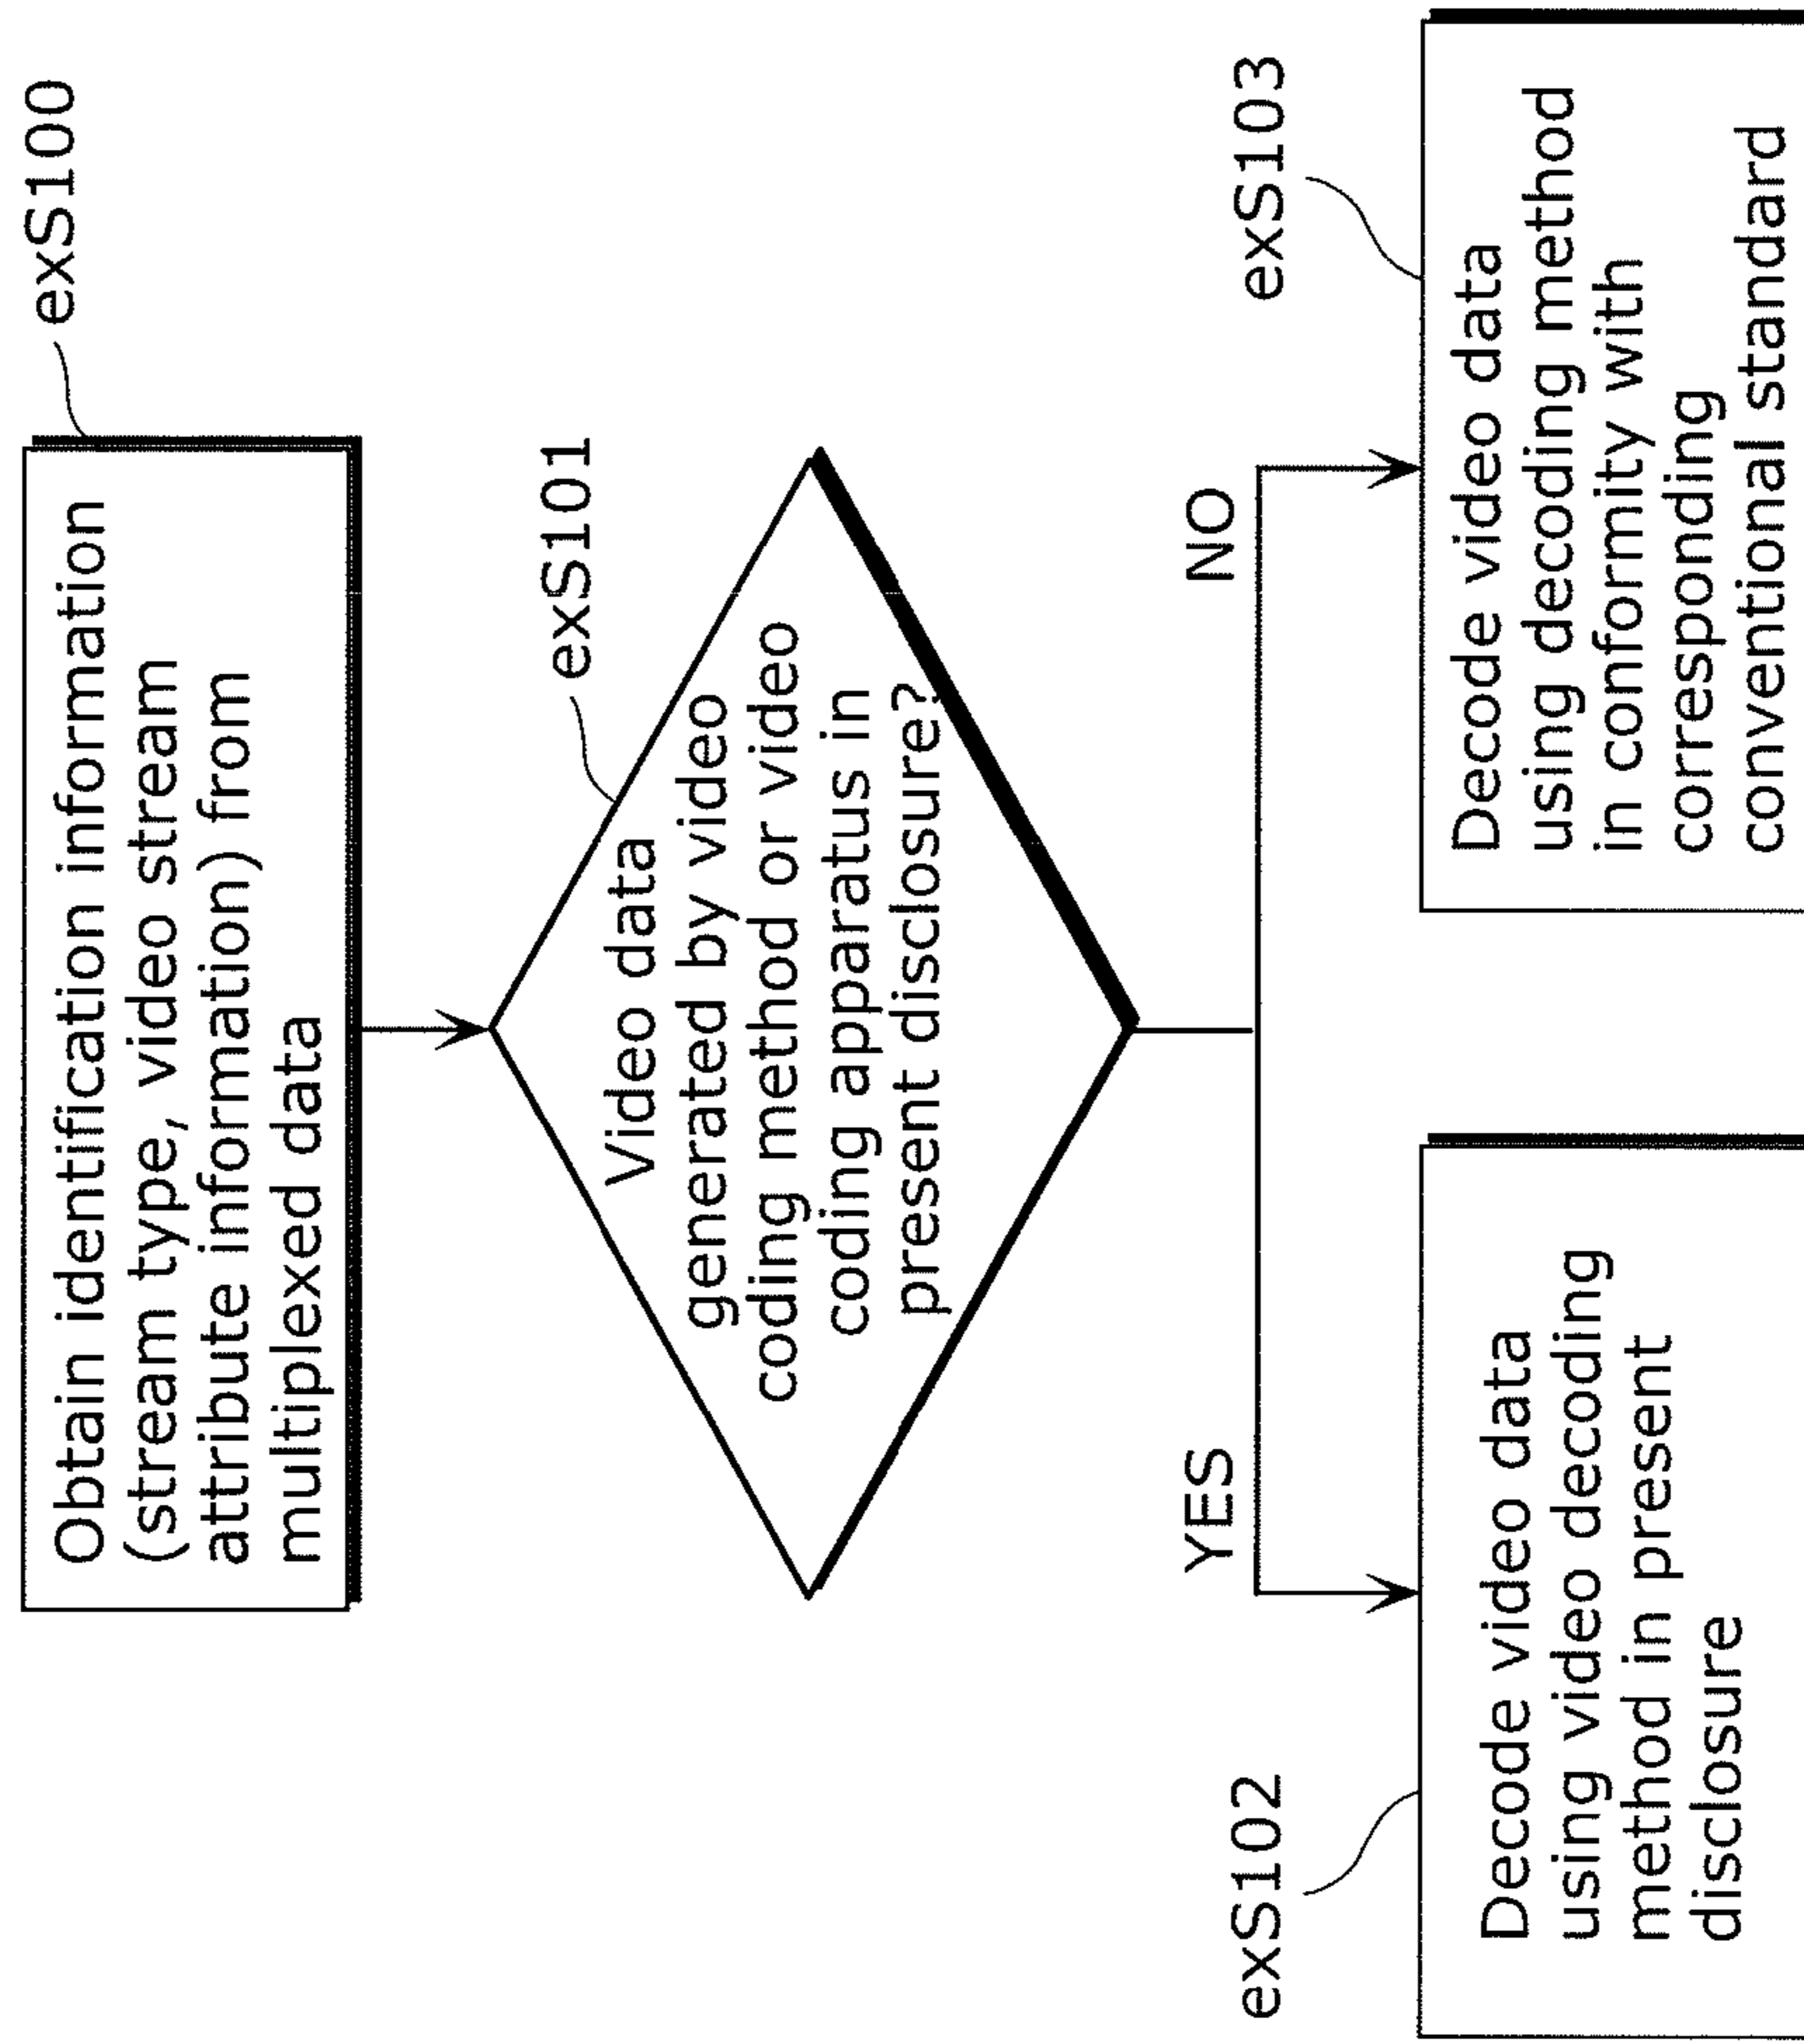 exS100
Obtain identification information
(stream type, video stream
attribute information) from
multiplexed data
exS101
Video data
generated by video
coding method or video
coding apparatus in
present disclosure?
YES
NO
exS102
Decode video data
using video decoding
method in present
disclosure
exS103
Decode video data
using decoding method
in conformity with
corresponding
conventional standard